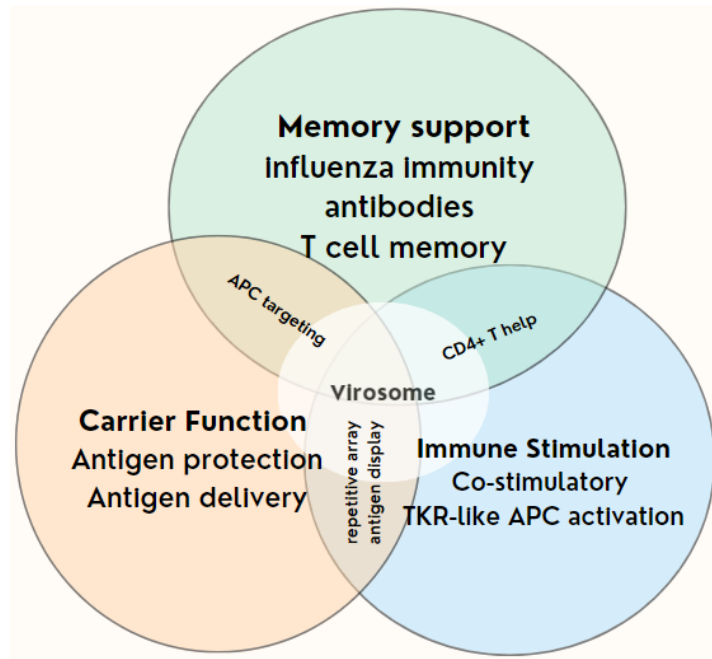 Memory support
influenza immunity
antibodies
T cell memory
APC targeting
CD4+ T help
Virosome
Carrier Function
Antigen protection
Antigen delivery
repetitive array
antigen display
Immune Stimulation
Co-stimulatory
TKR-like APC activation